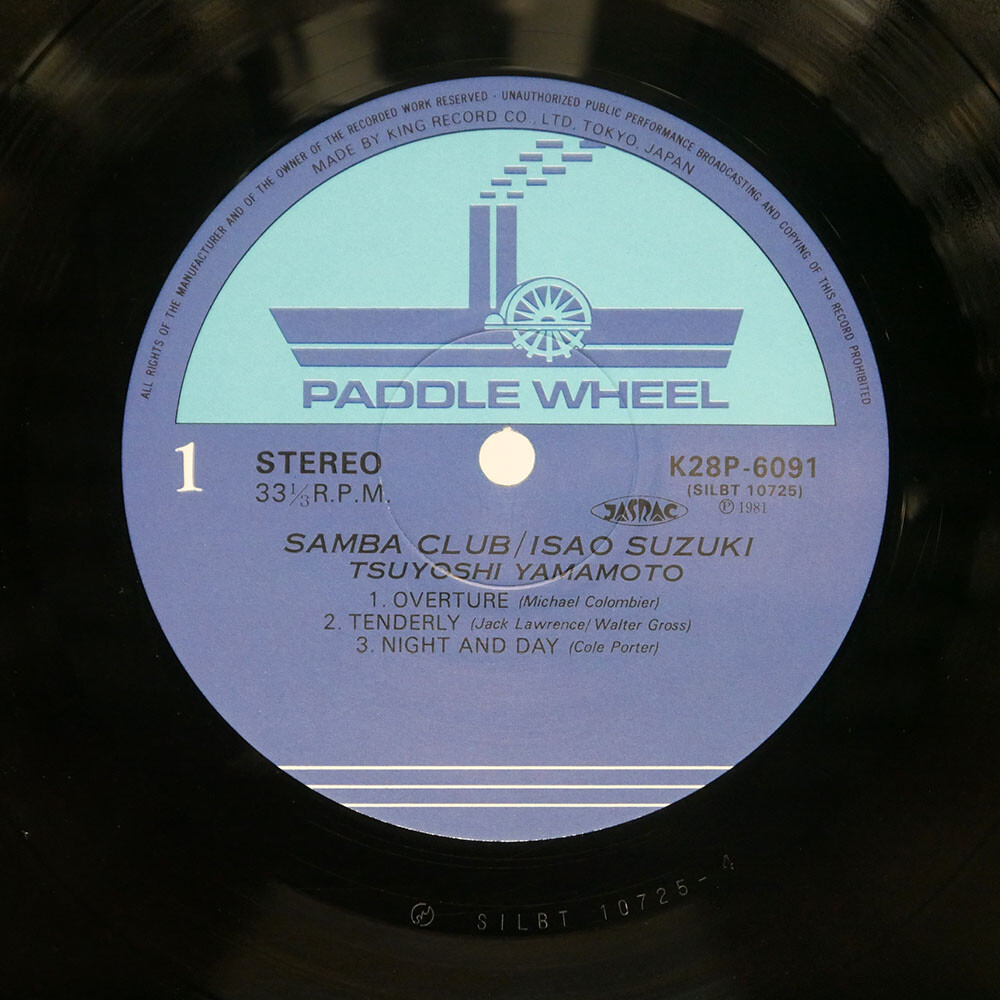 ALL RIGHTS OF THE MANUFACTURER AND OF THE OWNER OF THE RECORDED WORK RESERVED · UNAUTHORIZED PUBLIC PERFORMANCE BROADCASTING AND COPYING OF THIS RECORD PROHIBITED
MADE BY KING RECORD CO., LTD, TOKYO, JAPAN
PADDLE WHEEL
1
STEREO
33⅓ R.P.M.
K28P-6091
(SILBT 10725)
JASRAC
Ⓟ 1981
SAMBA CLUB/ISAO SUZUKI
TSUYOSHI YAMAMOTO
1. OVERTURE (Michael Colombier)
2. TENDERLY (Jack Lawrence/Walter Gross)
3. NIGHT AND DAY (Cole Porter)
SILBT 10725-4